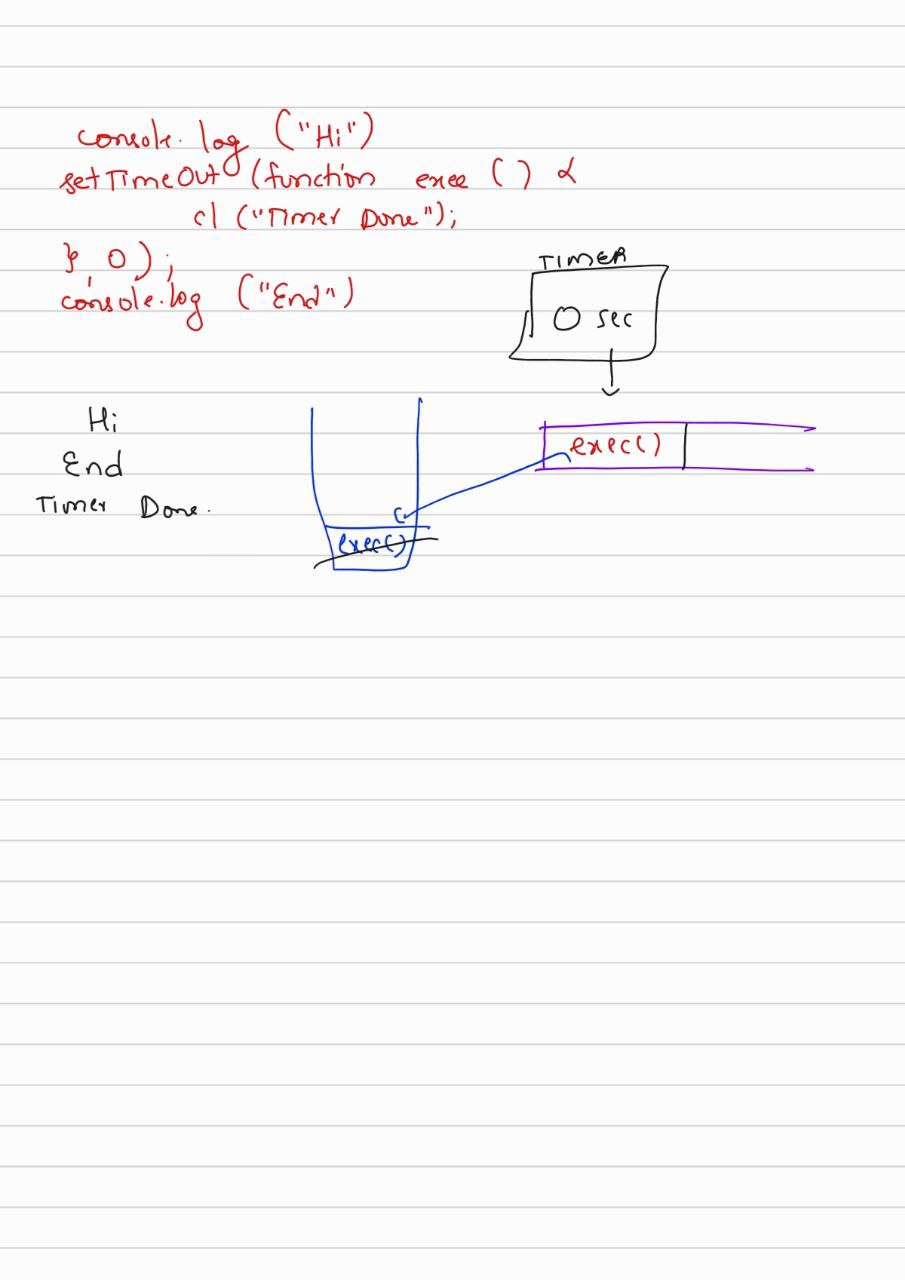 console.log ("Hi")
setTimeOut (function exec () {
cl ("Timer Done");
}, 0);
console.log ("End")
TIMER
0 sec
Hi
End
Timer Done.
exec()
exec()